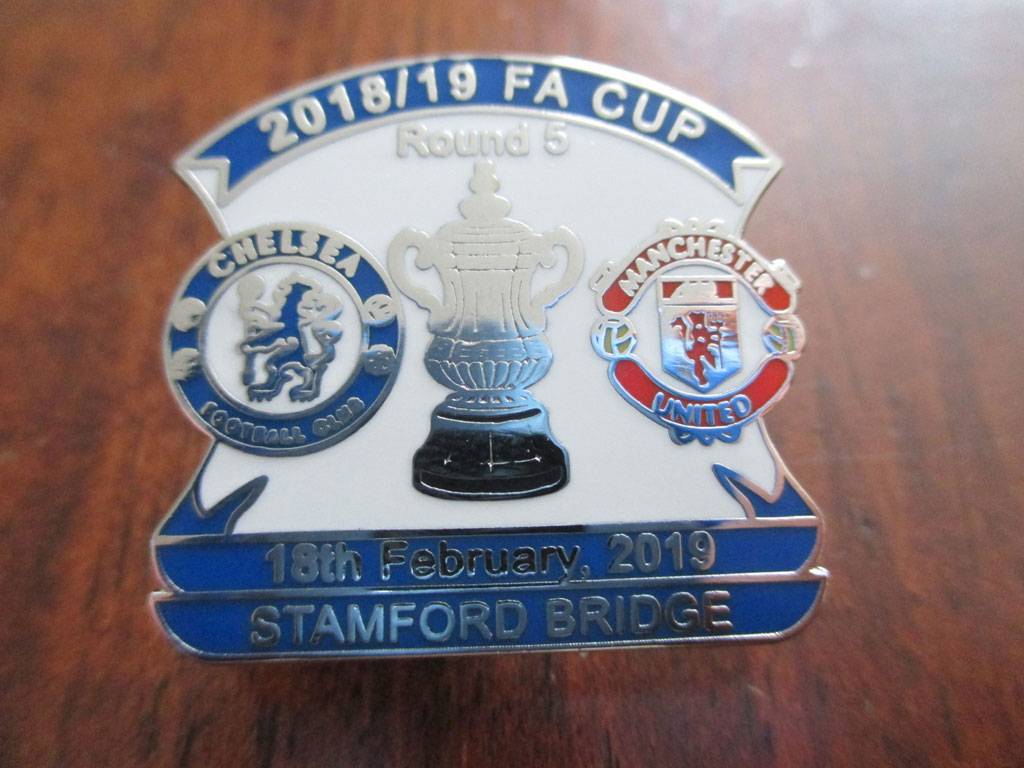 2018/19 FA CUP
Round 5
CHELSEA
FOOTBALL CLUB
MANCHESTER
UNITED
18th February, 2019
STAMFORD BRIDGE